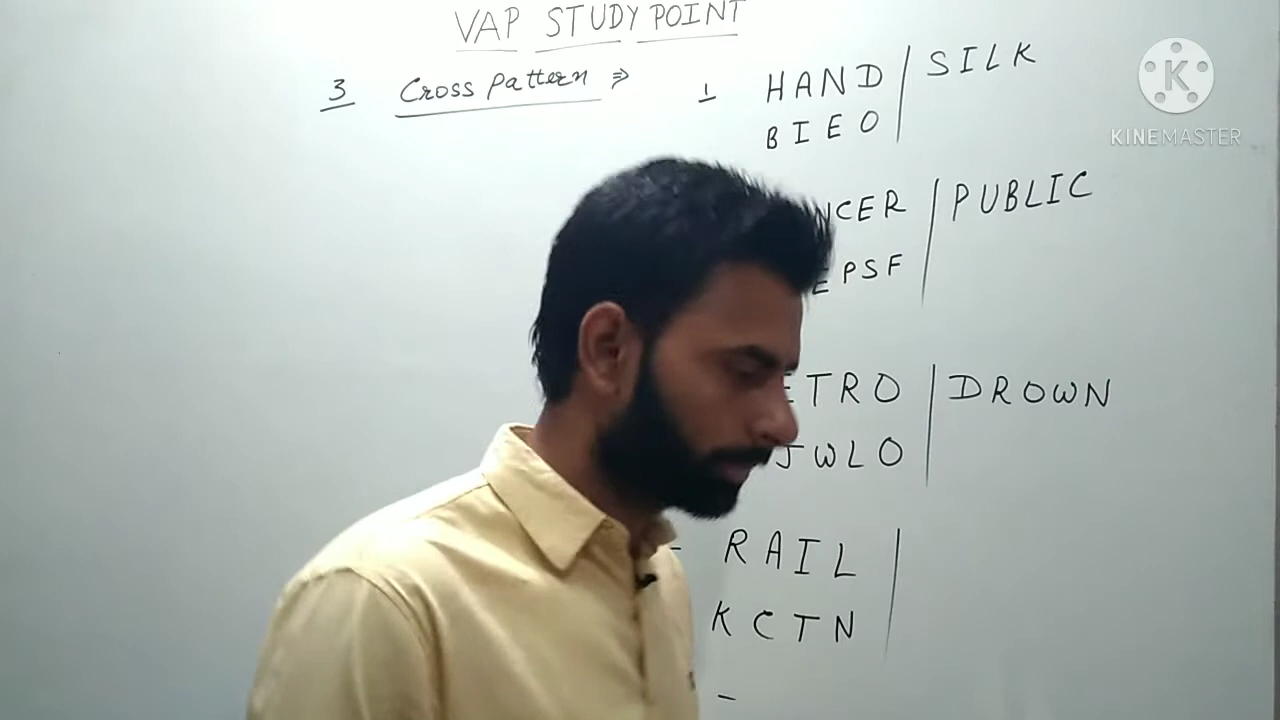 VAP STUDY POINT
3 Cross Pattern ⇒ 1 HAND / SILK
BIEO
NCER / PUBLIC
EPSF
ETRO | DROWN
JWLO
- RAIL |
KCTN
-
KINEMASTER